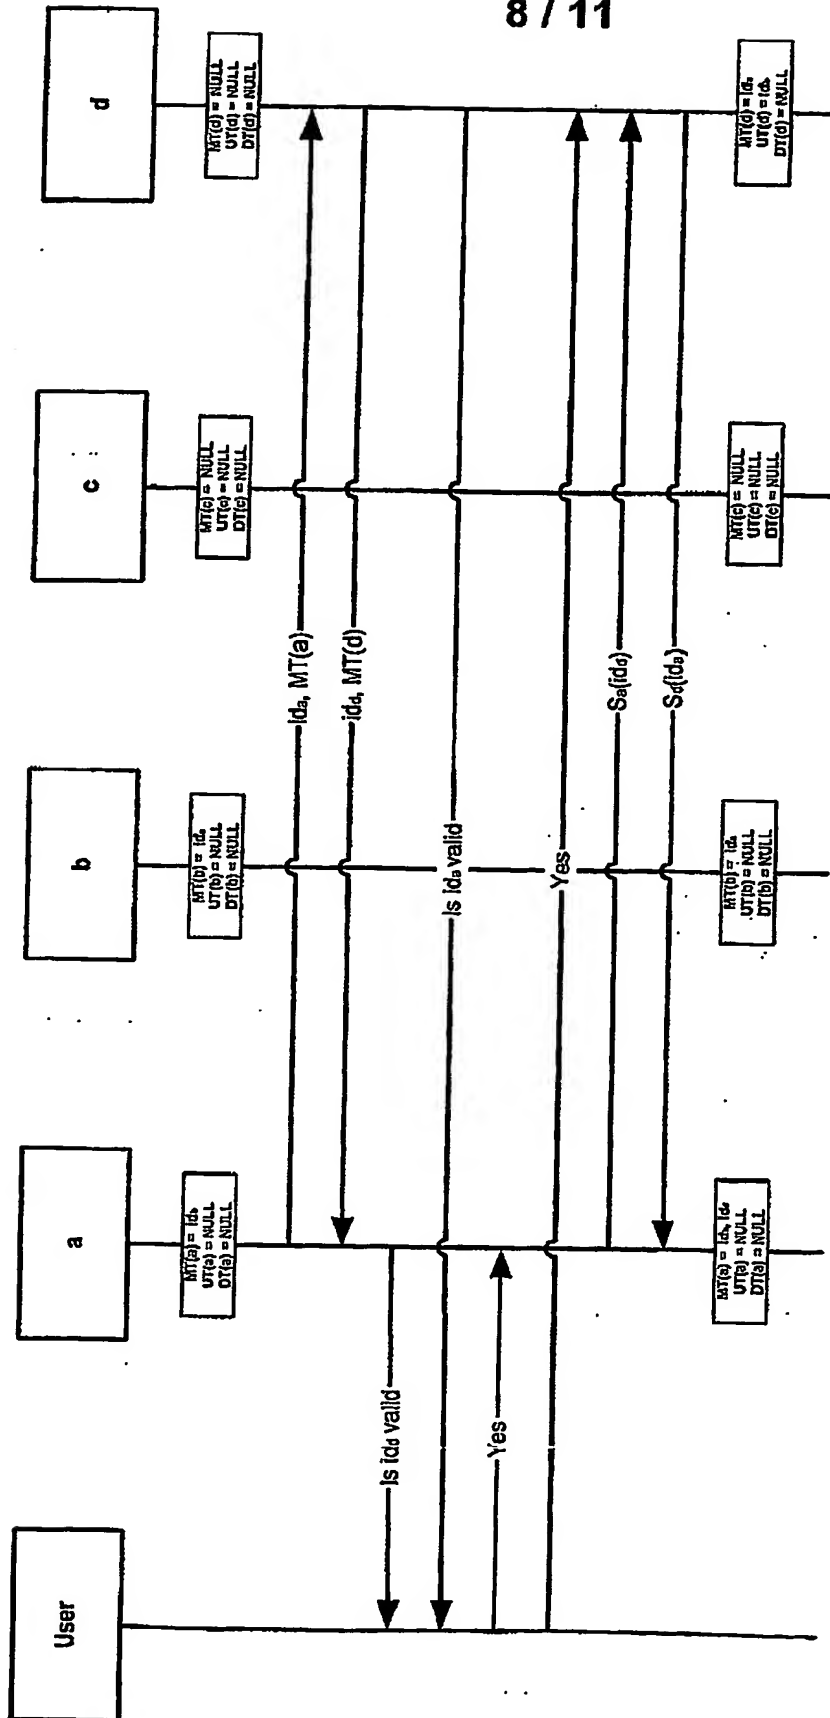 8 / 11
User
a
b
c
d
MT(a) = idb
UT(a) = NULL
DT(a) = NULL
MT(b) = ida
UT(b) = NULL
DT(b) = NULL
MT(c) = NULL
UT(c) = NULL
DT(c) = NULL
MT(d) = NULL
UT(d) = NULL
DT(d) = NULL
ida, MT(a)
idd, MT(d)
Is idd valid
Is ida valid
Yes
Yes
Sa(idd)
Sd(ida)
MT(a) = idb, idd
UT(a) = NULL
DT(a) = NULL
MT(b) = ida
UT(b) = NULL
DT(b) = NULL
MT(c) = NULL
UT(c) = NULL
DT(c) = NULL
MT(d) = ida
UT(d) = idb
DT(d) = NULL